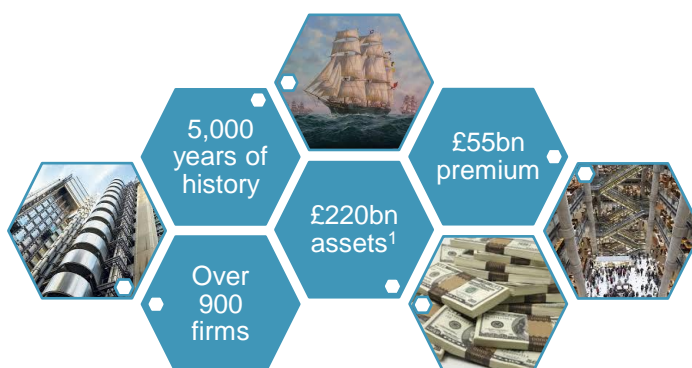 5,000
years of
history
£55bn
premium
£220bn
assets¹
Over
900
firms